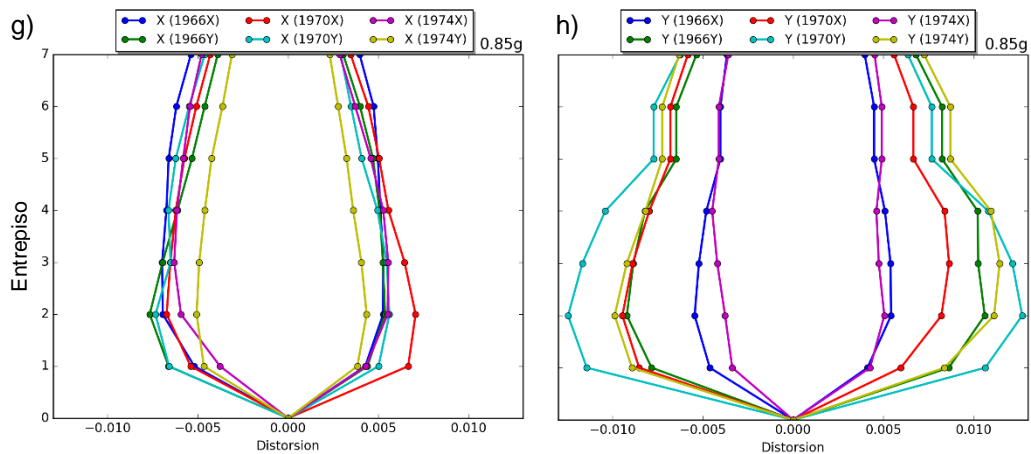 g)
X (1966X) X (1970X) X (1974X)
X (1966Y) X (1970Y) X (1974Y)
0.85g
7
6
5
4
3
2
1
0
Entrepiso
−0.010 −0.005 0.000 0.005 0.010
Distorsion
h)
Y (1966X) Y (1970X) Y (1974X)
Y (1966Y) Y (1970Y) Y (1974Y)
0.85g
−0.010 −0.005 0.000 0.005 0.010
Distorsion